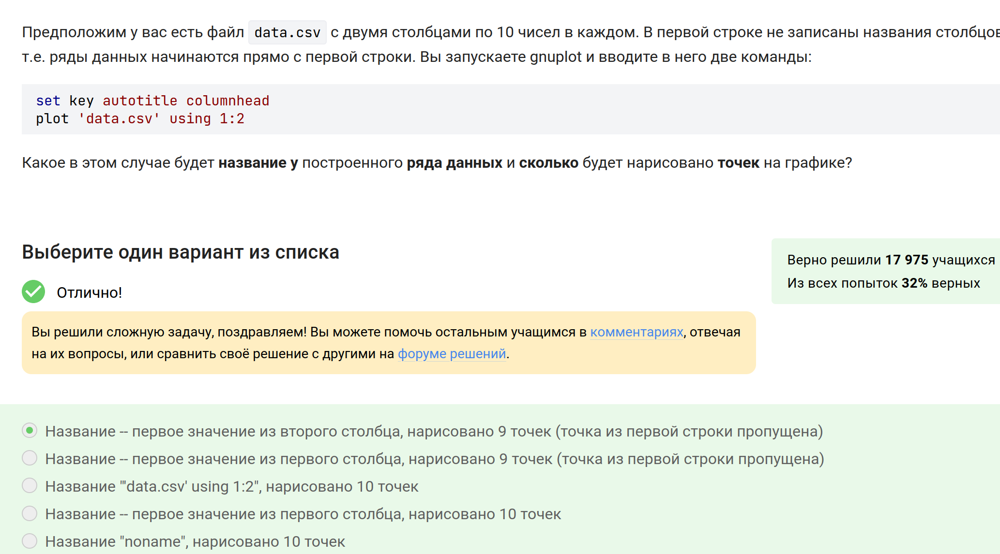 Предположим у вас есть файл data.csv с двумя столбцами по 10 чисел в каждом. В первой строке не записаны названия столбцов
т.е. ряды данных начинаются прямо с первой строки. Вы запускаете gnuplot и вводите в него две команды:
set key autotitle columnhead
plot 'data.csv' using 1:2
Какое в этом случае будет название у построенного ряда данных и сколько будет нарисовано точек на графике?
Выберите один вариант из списка
Верно решили 17 975 учащихся
Из всех попыток 32% верных
Отлично!
Вы решили сложную задачу, поздравляем! Вы можете помочь остальным учащимся в комментариях, отвечая
на их вопросы, или сравнить своё решение с другими на форуме решений.
Название -- первое значение из второго столбца, нарисовано 9 точек (точка из первой строки пропущена)
Название -- первое значение из первого столбца, нарисовано 9 точек (точка из первой строки пропущена)
Название "'data.csv' using 1:2", нарисовано 10 точек
Название -- первое значение из первого столбца, нарисовано 10 точек
Название "noname", нарисовано 10 точек